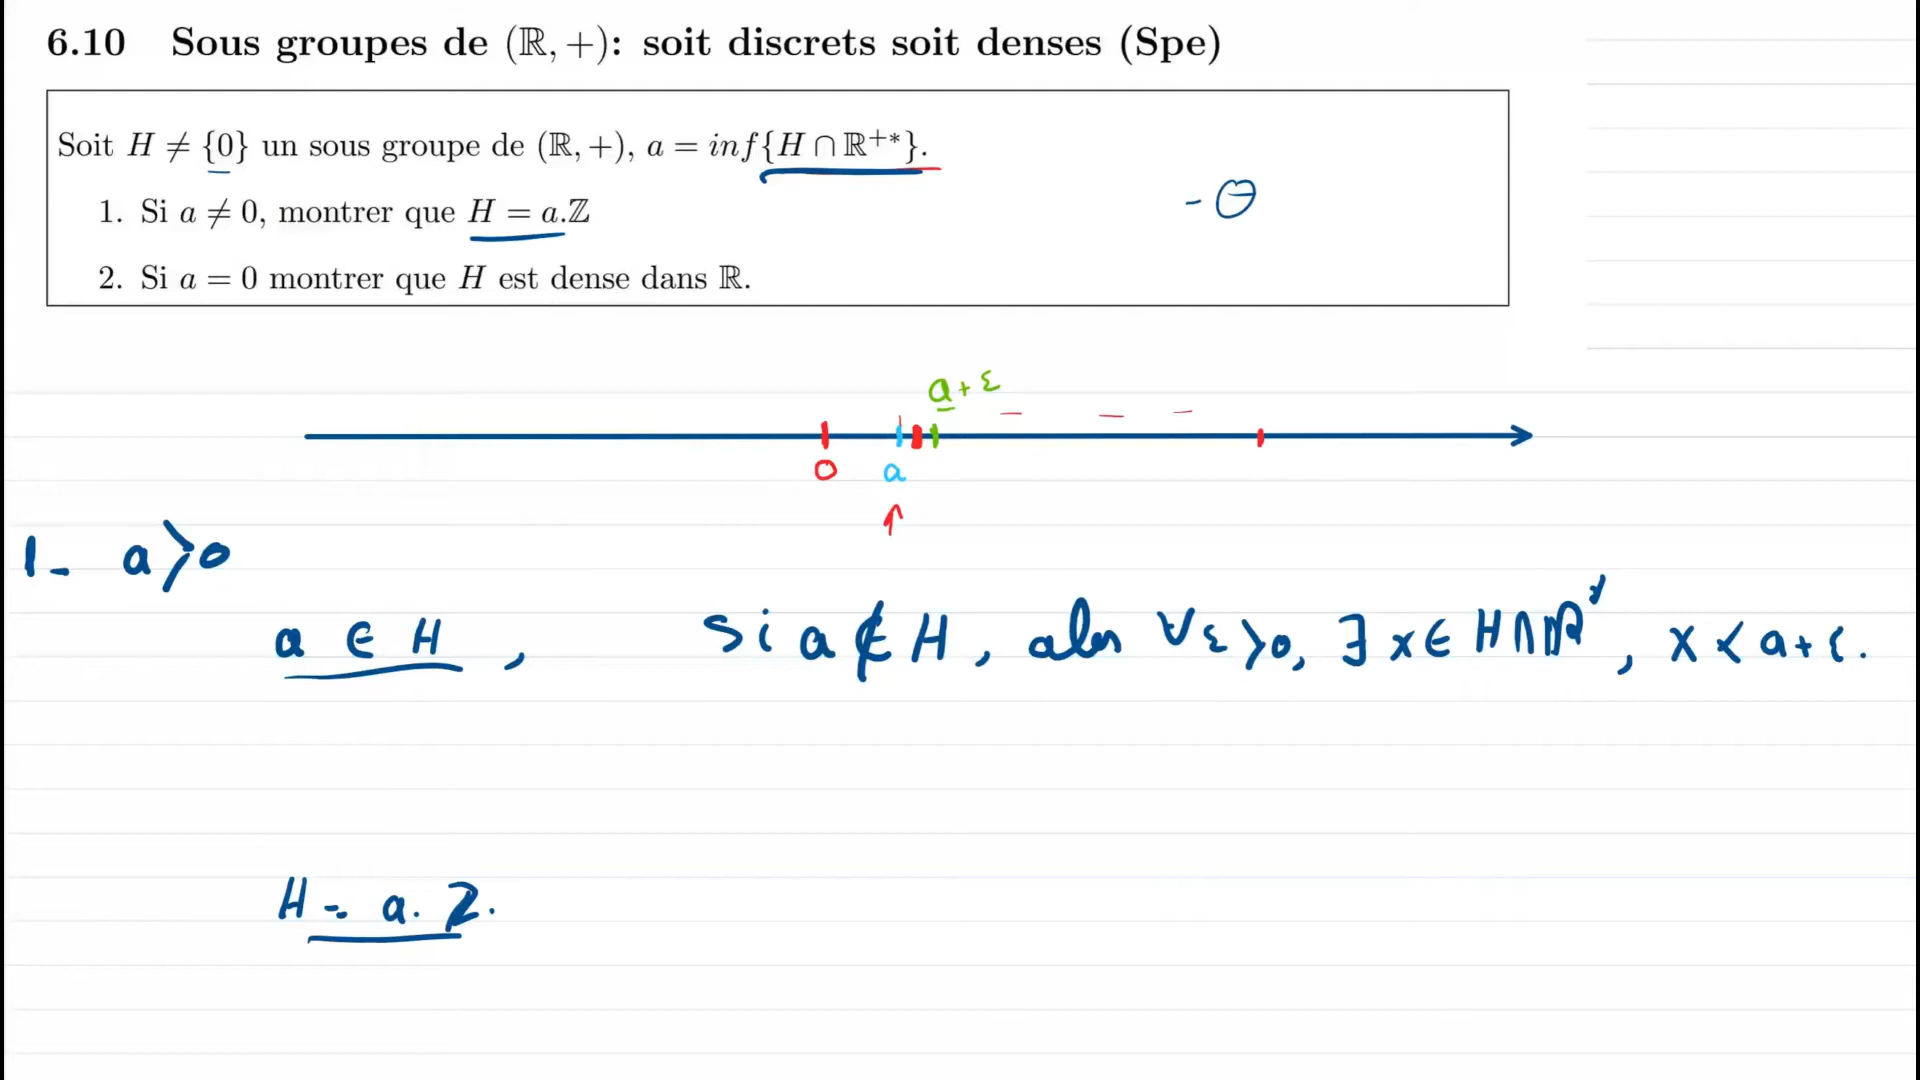 6.10 Sous groupes de (ℝ, +): soit discrets soit denses (Spe)
Soit H ≠ {0} un sous groupe de (ℝ, +), a = inf{H ∩ ℝ⁺*}.
1. Si a ≠ 0, montrer que H = a.ℤ
2. Si a = 0 montrer que H est dense dans ℝ.
a + ε
0 a
1- a > 0
a ∈ H , Si a ∉ H, alors ∀ε > 0, ∃ x ∈ H ∩ ℝ*, x < a + ε.
H = a. ℤ.